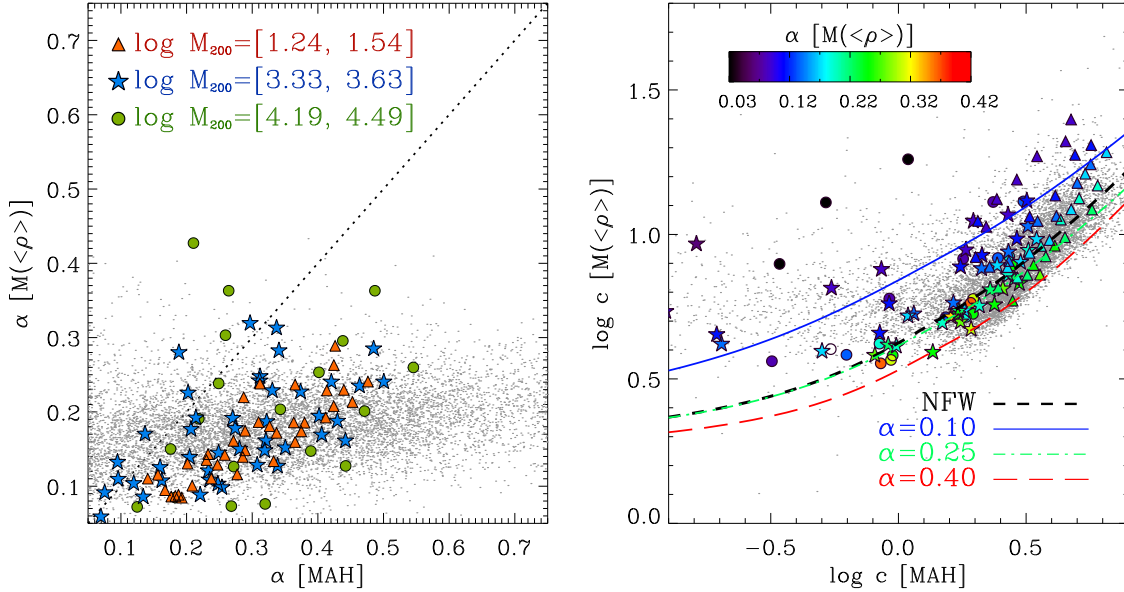 0.7
0.6
0.5
0.4
0.3
0.2
0.1
α [M(<ρ>)]
log M₂₀₀=[1.24, 1.54]
log M₂₀₀=[3.33, 3.63]
log M₂₀₀=[4.19, 4.49]
0.1 0.2 0.3 0.4 0.5 0.6 0.7
α [MAH]
1.5
1.0
0.5
0.0
log c [M(<ρ>)]
α [M(<ρ>)]
0.03 0.12 0.22 0.32 0.42
NFW
α=0.10
α=0.25
α=0.40
−0.5 0.0 0.5
log c [MAH]